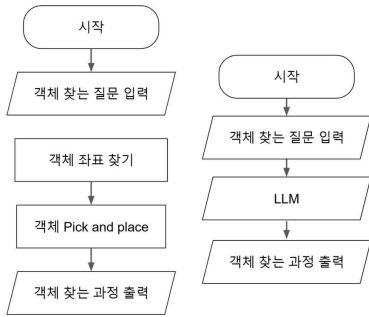 시작
객체 찾는 질문 입력
객체 좌표 찾기
객체 Pick and place
객체 찾는 과정 출력
시작
객체 찾는 질문 입력
LLM
객체 찾는 과정 출력